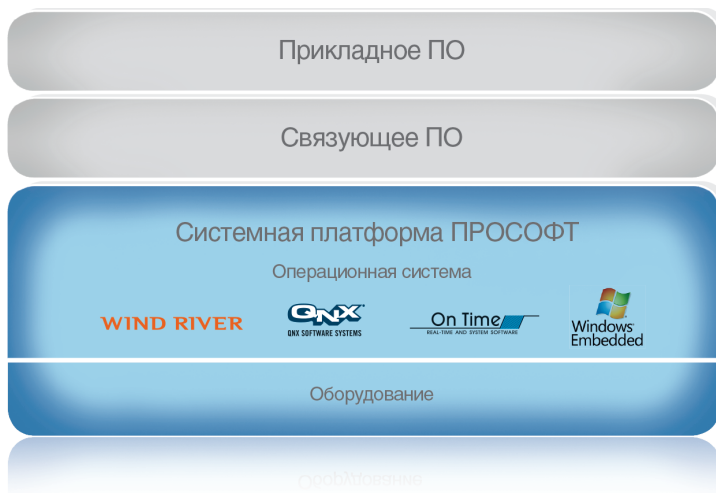 Прикладное ПО
Связующее ПО
Системная платформа ПРОСОФТ
Операционная система
WIND RIVER
QNX
QNX SOFTWARE SYSTEMS
On Time
REAL-TIME AND SYSTEM SOFTWARE
Windows
Embedded
Оборудование